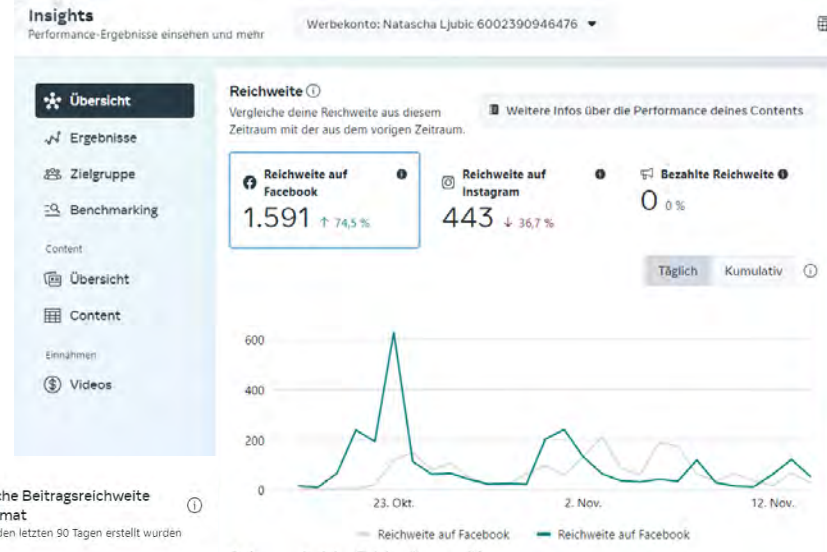 Insights
Performance-Ergebnisse einsehen und mehr
Werbekonto: Natascha Ljubic 6002390946476
Übersicht
Ergebnisse
Zielgruppe
Benchmarking
Content
Übersicht
Content
Einnahmen
Videos
Reichweite
Vergleiche deine Reichweite aus diesem
Zeitraum mit der aus dem vorigen Zeitraum.
Weitere Infos über die Performance deines Contents
Reichweite auf
Facebook
1.591 ↑ 74,5 %
Reichweite auf
Instagram
443 ↓ 36,7 %
Bezahlte Reichweite
0 0 %
Täglich Kumulativ
600
400
200
0
23. Okt. 2. Nov. 12. Nov.
Reichweite auf Facebook Reichweite auf Facebook
che Beitragsreichweite
mat
den letzten 90 Tagen erstellt wurden